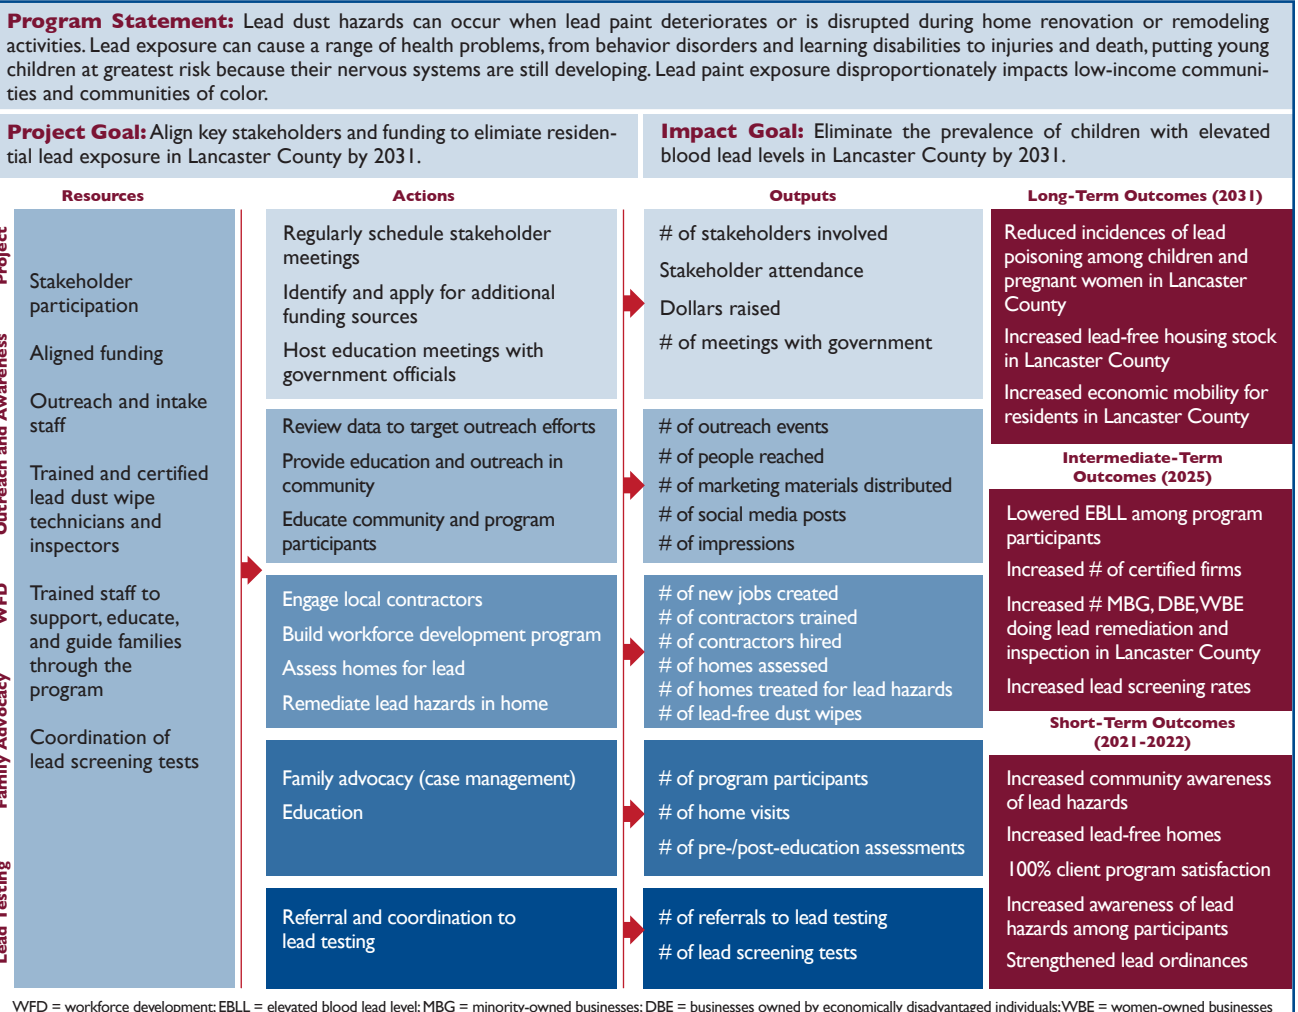 Program Statement: Lead dust hazards can occur when lead paint deteriorates or is disrupted during home renovation or remodeling
activities. Lead exposure can cause a range of health problems, from behavior disorders and learning disabilities to injuries and death, putting young
children at greatest risk because their nervous systems are still developing. Lead paint exposure disproportionately impacts low-income communi-
ties and communities of color.
Project Goal: Align key stakeholders and funding to elimiate residen-
tial lead exposure in Lancaster County by 2031.
Impact Goal: Eliminate the prevalence of children with elevated
blood lead levels in Lancaster County by 2031.
Resources
Stakeholder
participation
Aligned funding
Outreach and intake
staff
Trained and certified
lead dust wipe
technicians and
inspectors
Trained staff to
support, educate,
and guide families
through the
program
Coordination of
lead screening tests
Actions
Outputs
Project
Regularly schedule stakeholder
meetings
Identify and apply for additional
funding sources
Host education meetings with
government officials
# of stakeholders involved
Stakeholder attendance
Dollars raised
# of meetings with government
Outreach and Awareness
Review data to target outreach efforts
Provide education and outreach in
community
Educate community and program
participants
# of outreach events
# of people reached
# of marketing materials distributed
# of social media posts
# of impressions
WFD
Engage local contractors
Build workforce development program
Assess homes for lead
Remediate lead hazards in home
# of new jobs created
# of contractors trained
# of contractors hired
# of homes assessed
# of homes treated for lead hazards
# of lead-free dust wipes
Family Advocacy
Family advocacy (case management)
Education
# of program participants
# of home visits
# of pre-/post-education assessments
Lead Testing
Referral and coordination to
lead testing
# of referrals to lead testing
# of lead screening tests
Long-Term Outcomes (2031)
Reduced incidences of lead
poisoning among children and
pregnant women in Lancaster
County
Increased lead-free housing stock
in Lancaster County
Increased economic mobility for
residents in Lancaster County
Intermediate-Term
Outcomes (2025)
Lowered EBLL among program
participants
Increased # of certified firms
Increased # MBG, DBE, WBE
doing lead remediation and
inspection in Lancaster County
Increased lead screening rates
Short-Term Outcomes
(2021-2022)
Increased community awareness
of lead hazards
Increased lead-free homes
100% client program satisfaction
Increased awareness of lead
hazards among participants
Strengthened lead ordinances
WFD = workforce development; EBLL = elevated blood lead level; MBG = minority-owned businesses; DBE = businesses owned by economically disadvantaged individuals; WBE = women-owned businesses